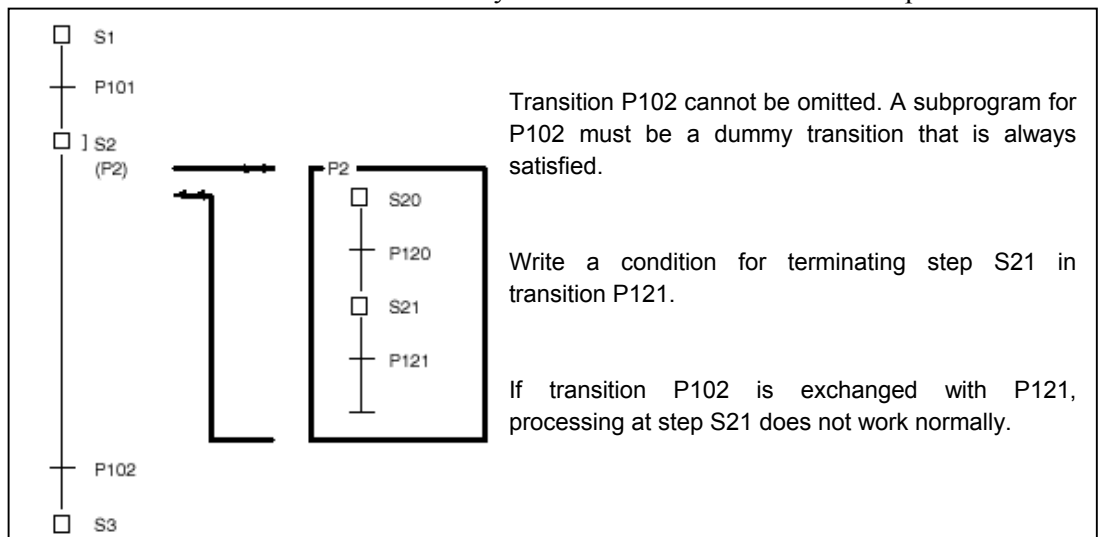 S1
P101
] S2
(P2)
P2
S20
P120
S21
P121
P102
S3
Transition P102 cannot be omitted. A subprogram for
P102 must be a dummy transition that is always
satisfied.
Write a condition for terminating step S21 in
transition P121.
If transition P102 is exchanged with P121,
processing at step S21 does not work normally.